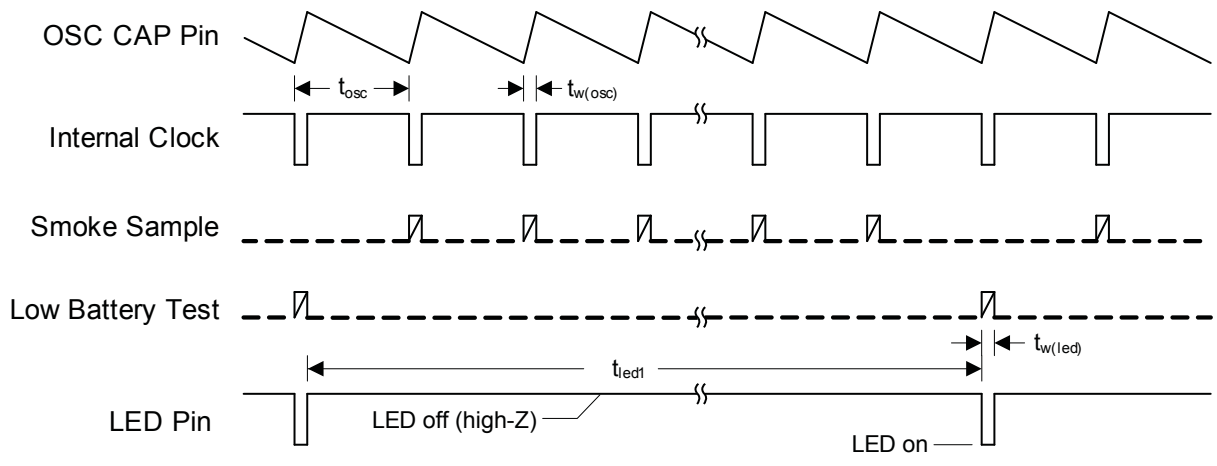 OSC CAP Pin
tosc
tw(osc)
Internal Clock
Smoke Sample
Low Battery Test
tw(led)
tled1
LED Pin
LED off (high-Z)
LED on